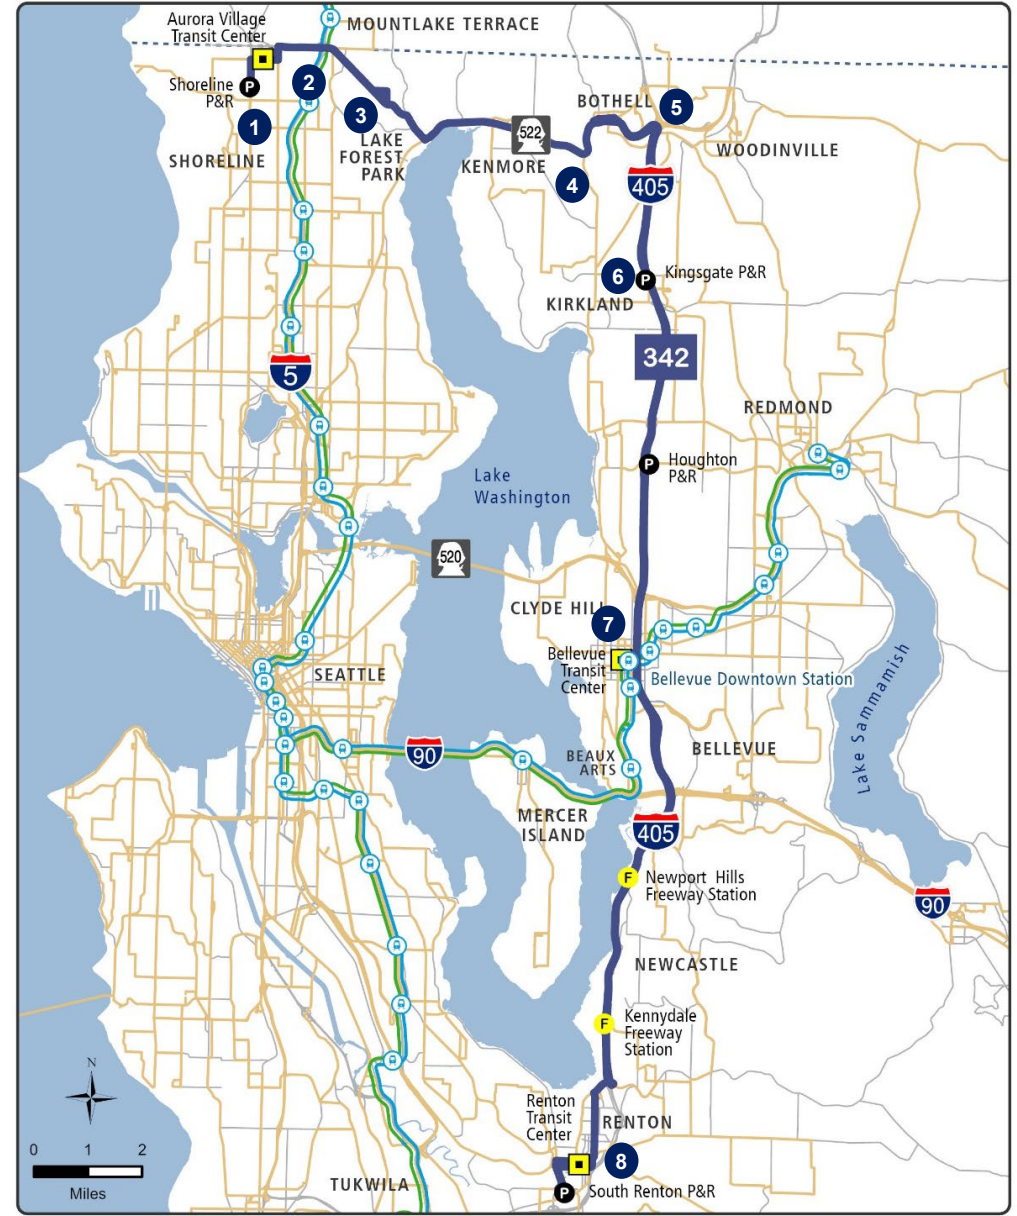 Aurora Village
Transit Center
MOUNTLAKE TERRACE
Shoreline
P&R
P
2
1
3
SHORELINE
LAKE
FOREST
PARK
522
KENMORE
4
BOTHELL
5
WOODINVILLE
405
6
P
Kingsgate P&R
KIRKLAND
342
5
REDMOND
P
Houghton
P&R
Lake
Washington
520
CLYDE HILL
7
Bellevue
Transit
Center
Bellevue Downtown Station
SEATTLE
Lake Sammamish
90
BEAUX
ARTS
BELLEVUE
MERCER
ISLAND
405
F
Newport Hills
Freeway Station
90
NEWCASTLE
F
Kennydale
Freeway
Station
N
Renton
Transit
Center
RENTON
0 1 2
Miles
8
TUKWILA
P
South Renton P&R